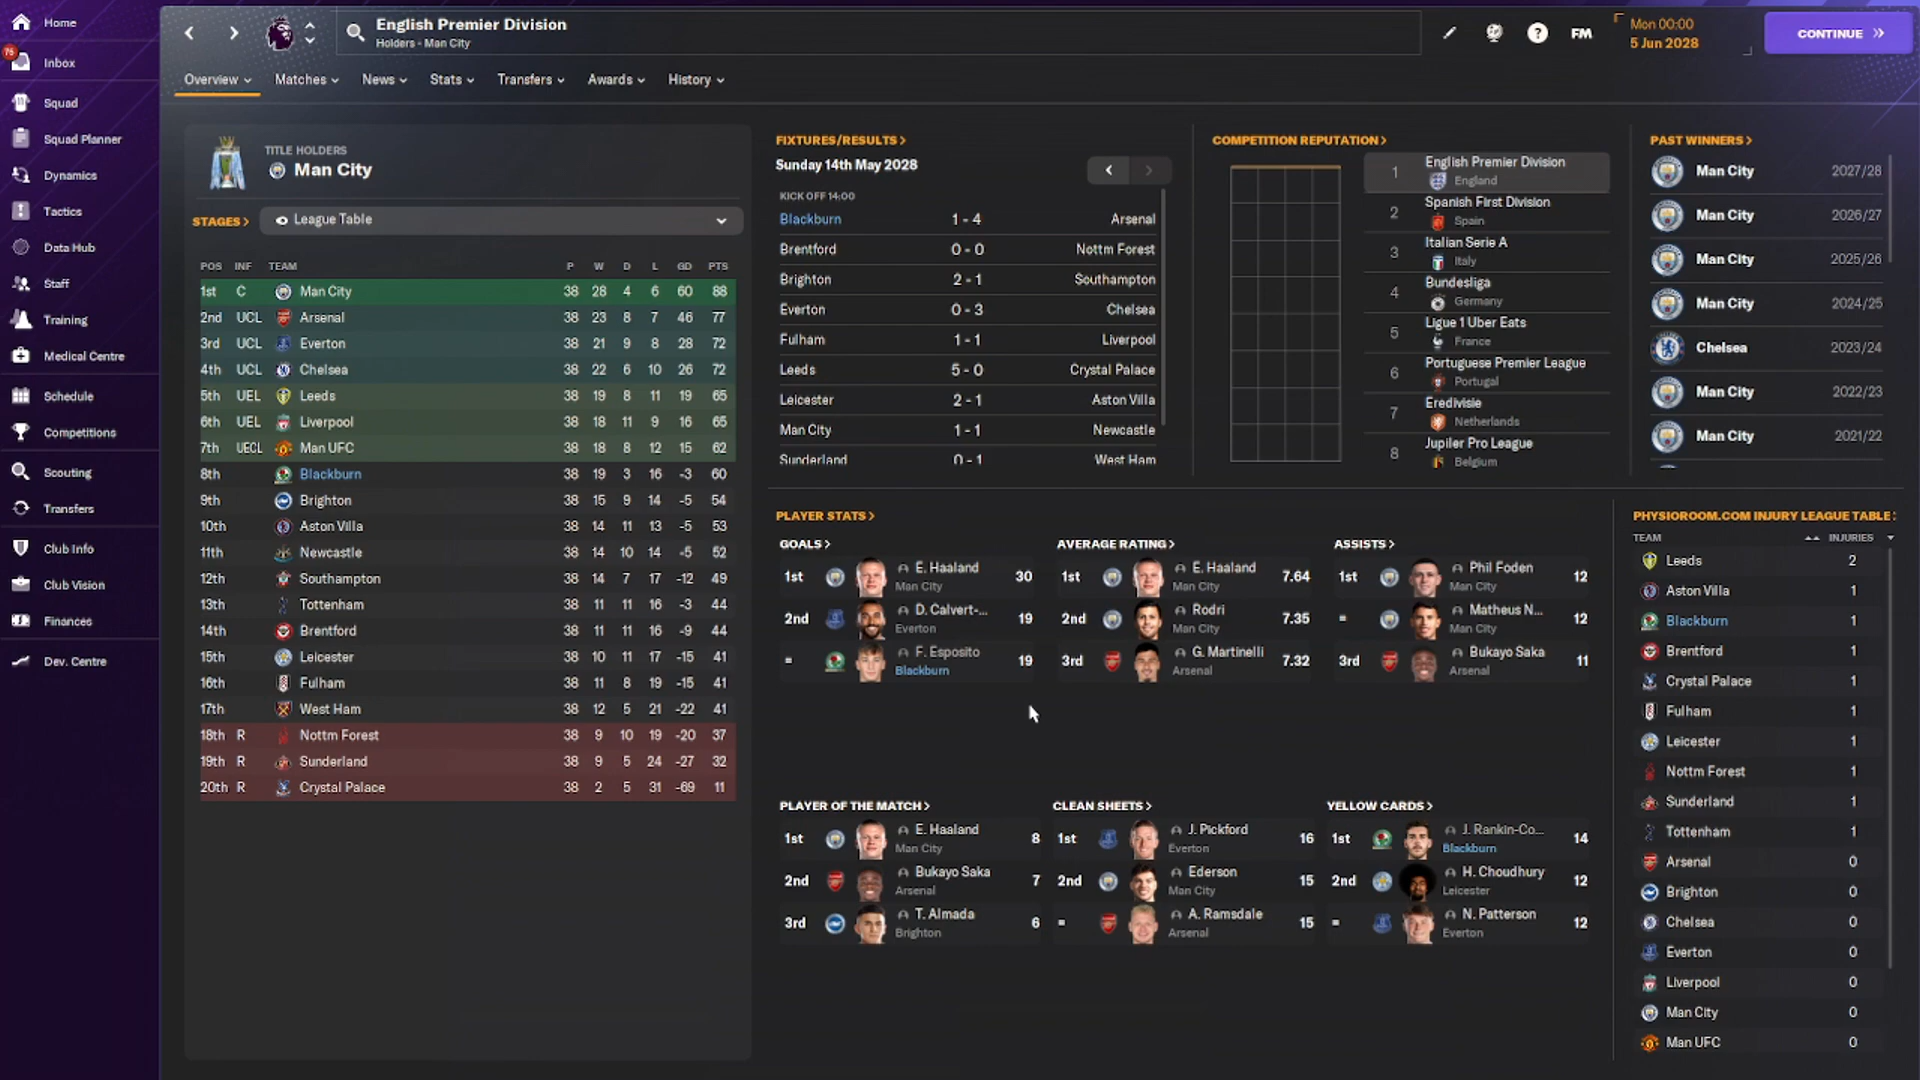 Home
75
Inbox
Squad
Squad Planner
Dynamics
Tactics
Data Hub
Staff
Training
Medical Centre
Schedule
Competitions
Scouting
Transfers
Club Info
Club Vision
Finances
Dev. Centre
English Premier Division
Holders - Man City
FM
Mon 00:00
5 Jun 2028
CONTINUE
Overview
Matches
News
Stats
Transfers
Awards
History
TITLE HOLDERS
Man City
STAGES >
League Table
POS INF TEAM P W D L GD PTS
1st C Man City 38 28 4 6 60 88
2nd UCL Arsenal 38 23 8 7 46 77
3rd UCL Everton 38 21 9 8 28 72
4th UCL Chelsea 38 22 6 10 26 72
5th UEL Leeds 38 19 8 11 19 65
6th UEL Liverpool 38 18 11 9 16 65
7th UECL Man UFC 38 18 8 12 15 62
8th Blackburn 38 19 3 16 -3 60
9th Brighton 38 15 9 14 -5 54
10th Aston Villa 38 14 11 13 -5 53
11th Newcastle 38 14 10 14 -5 52
12th Southampton 38 14 7 17 -12 49
13th Tottenham 38 11 11 16 -3 44
14th Brentford 38 11 11 16 -9 44
15th Leicester 38 10 11 17 -15 41
16th Fulham 38 11 8 19 -15 41
17th West Ham 38 12 5 21 -22 41
18th R Nottm Forest 38 9 10 19 -20 37
19th R Sunderland 38 9 5 24 -27 32
20th R Crystal Palace 38 2 5 31 -69 11
FIXTURES/RESULTS >
Sunday 14th May 2028
KICK OFF 14:00
Blackburn 1 - 4 Arsenal
Brentford 0 - 0 Nottm Forest
Brighton 2 - 1 Southampton
Everton 0 - 3 Chelsea
Fulham 1 - 1 Liverpool
Leeds 5 - 0 Crystal Palace
Leicester 2 - 1 Aston Villa
Man City 1 - 1 Newcastle
Sunderland 0 - 1 West Ham
COMPETITION REPUTATION >
1 English Premier Division
England
2 Spanish First Division
Spain
3 Italian Serie A
Italy
4 Bundesliga
Germany
5 Ligue 1 Uber Eats
France
6 Portuguese Premier League
Portugal
7 Eredivisie
Netherlands
8 Jupiler Pro League
Belgium
PAST WINNERS >
Man City 2027/28
Man City 2026/27
Man City 2025/26
Man City 2024/25
Chelsea 2023/24
Man City 2022/23
Man City 2021/22
PLAYER STATS >
GOALS >
1st E. Haaland 30
Man City
2nd D. Calvert-... 19
Everton
= F. Esposito 19
Blackburn
AVERAGE RATING >
1st E. Haaland 7.64
Man City
2nd Rodri 7.35
Man City
3rd G. Martinelli 7.32
Arsenal
ASSISTS >
1st Phil Foden 12
Man City
= Matheus N... 12
Man City
3rd Bukayo Saka 11
Arsenal
PLAYER OF THE MATCH >
1st E. Haaland 8
Man City
2nd Bukayo Saka 7
Arsenal
3rd T. Almada 6
Brighton
CLEAN SHEETS >
1st J. Pickford 16
Everton
2nd Ederson 15
Man City
= A. Ramsdale 15
Arsenal
YELLOW CARDS >
1st J. Rankin-Co... 14
Blackburn
2nd H. Choudhury 12
Leicester
= N. Patterson 12
Everton
PHYSIOROOM.COM INJURY LEAGUE TABLE
TEAM INJURIES
Leeds 2
Aston Villa 1
Blackburn 1
Brentford 1
Crystal Palace 1
Fulham 1
Leicester 1
Nottm Forest 1
Sunderland 1
Tottenham 1
Arsenal 0
Brighton 0
Chelsea 0
Everton 0
Liverpool 0
Man City 0
Man UFC 0